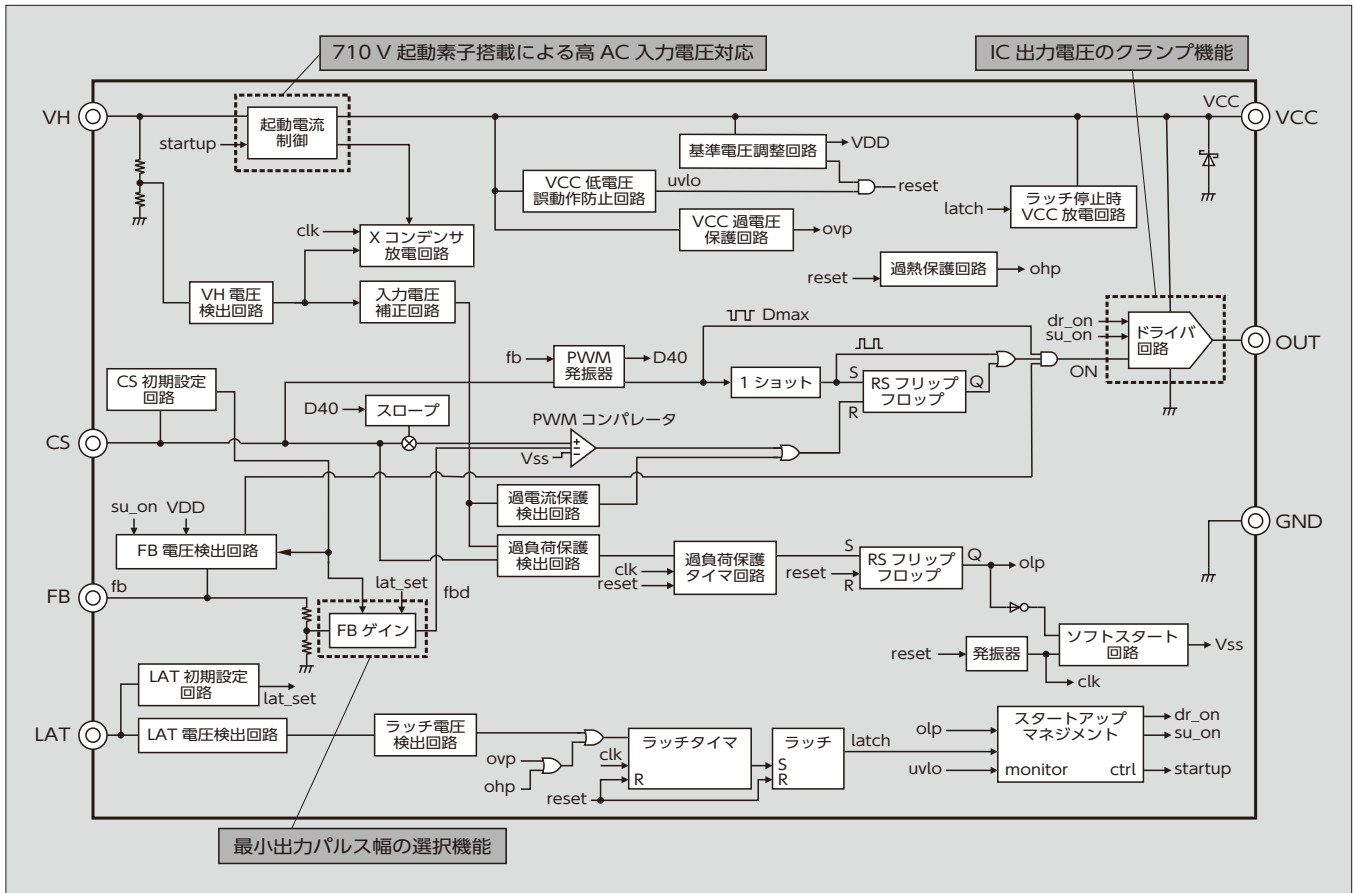 710 V 起動素子搭載による高 AC 入力電圧対応
IC 出力電圧のクランプ機能
VH
起動電流
制御
startup
VCC
VCC
基準電圧調整回路
VDD
VCC 低電圧
誤動作防止回路
uvlo
reset
latch
ラッチ停止時
VCC 放電回路
clk
X コンデンサ
放電回路
VCC 過電圧
保護回路
ovp
reset
過熱保護回路
ohp
VH 電圧
検出回路
入力電圧
補正回路
Dmax
dr_on
su_on
ドライバ
回路
OUT
fb
PWM
発振器
D40
1 ショット
S
R
RS フリップ
フロップ
Q
ON
CS 初期設定
回路
D40
スロープ
PWM コンパレータ
CS
+
−
−
Vss
su_on
VDD
過電流保護
検出回路
GND
FB 電圧検出回路
過負荷保護
検出回路
clk
reset
過負荷保護
タイマ回路
S
reset
R
RS フリップ
フロップ
Q
olp
FB
fb
lat_set
fbd
FB ゲイン
reset
発振器
clk
ソフトスタート
回路
Vss
LAT 初期設定
回路
lat_set
LAT
LAT 電圧検出回路
ラッチ電圧
検出回路
ovp
ohp
clk
ラッチタイマ
R
reset
ラッチ
S
R
latch
olp
uvlo
スタートアップ
マネジメント
monitor
ctrl
dr_on
su_on
startup
最小出力パルス幅の選択機能